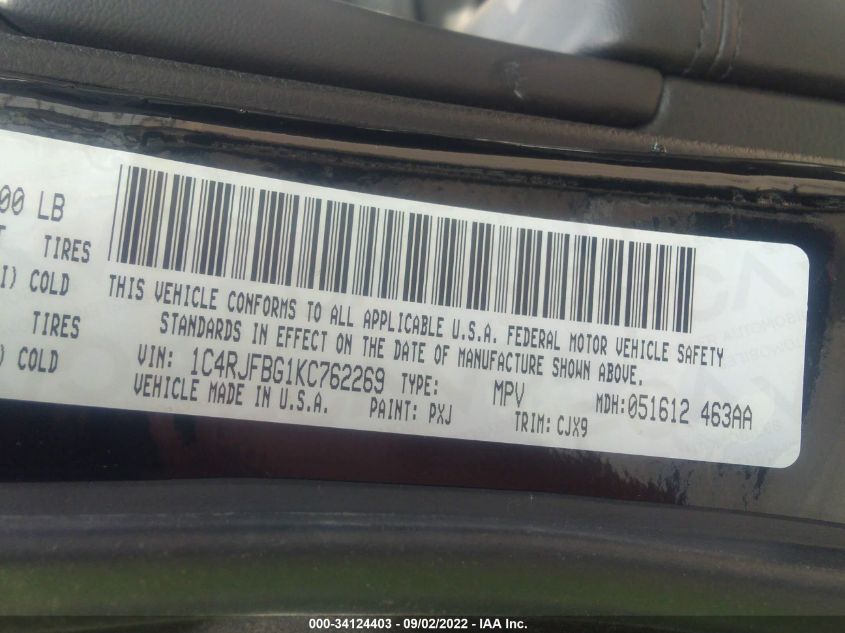 00 LB
T TIRES
I) COLD
TIRES
) COLD
THIS VEHICLE CONFORMS TO ALL APPLICABLE U.S.A. FEDERAL MOTOR VEHICLE SAFETY
STANDARDS IN EFFECT ON THE DATE OF MANUFACTURE SHOWN ABOVE.
VIN: 1C4RJFBG1KC762269 TYPE: MPV MDH:051612 463AA
VEHICLE MADE IN U.S.A. PAINT: PXJ TRIM: CJX9
000-34124403 - 09/02/2022 - IAA Inc.